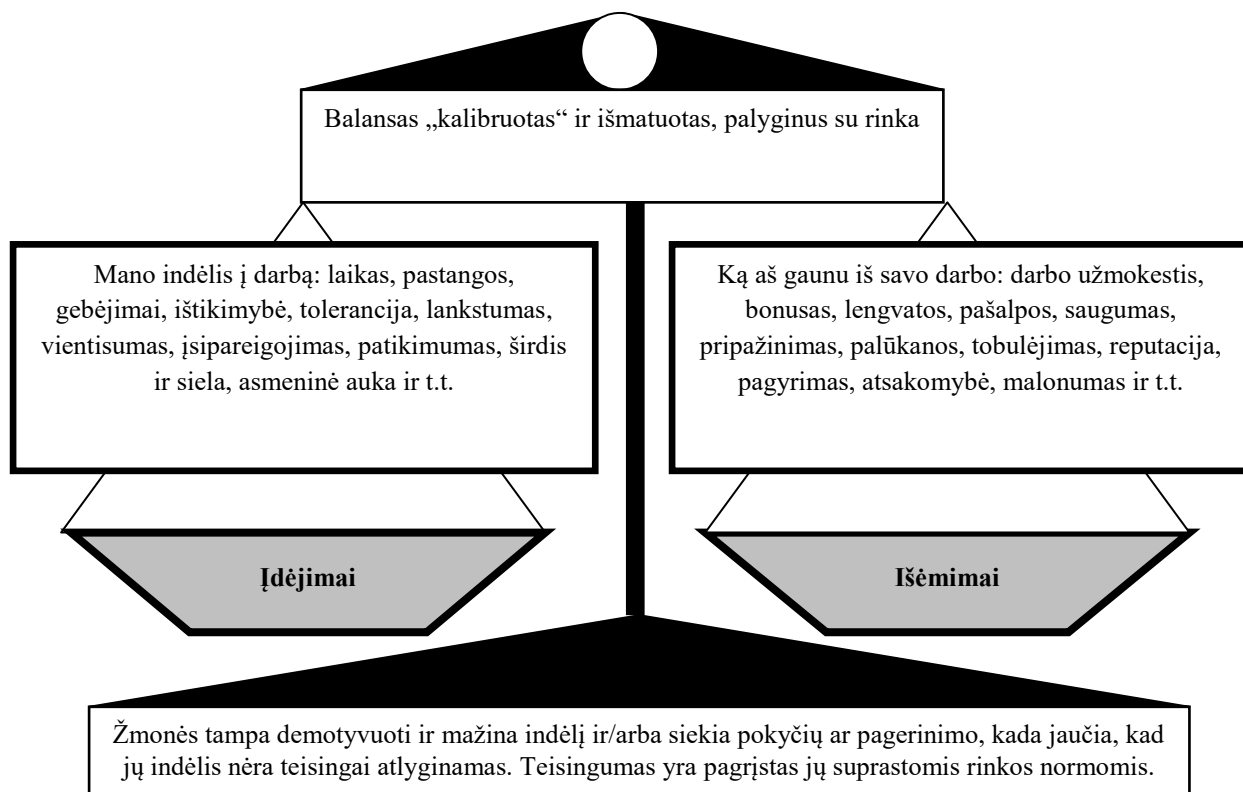 Balansas „kalibruotas“ ir išmatuotas, palyginus su rinka
Mano indėlis į darbą: laikas, pastangos,
gebėjimai, ištikimybė, tolerancija, lankstumas,
vientisumas, įsipareigojimas, patikimumas, širdis
ir siela, asmeninė auka ir t.t.
Ką aš gaunu iš savo darbo: darbo užmokestis,
bonusas, lengvatos, pašalpos, saugumas,
pripažinimas, palūkanos, tobulėjimas, reputacija,
pagyrimas, atsakomybė, malonumas ir t.t.
Įdėjimai
Išėmimai
Žmonės tampa demotyvuoti ir mažina indėlį ir/arba siekia pokyčių ar pagerinimo, kada jaučia, kad
jų indėlis nėra teisingai atlyginamas. Teisingumas yra pagrįstas jų suprastomis rinkos normomis.